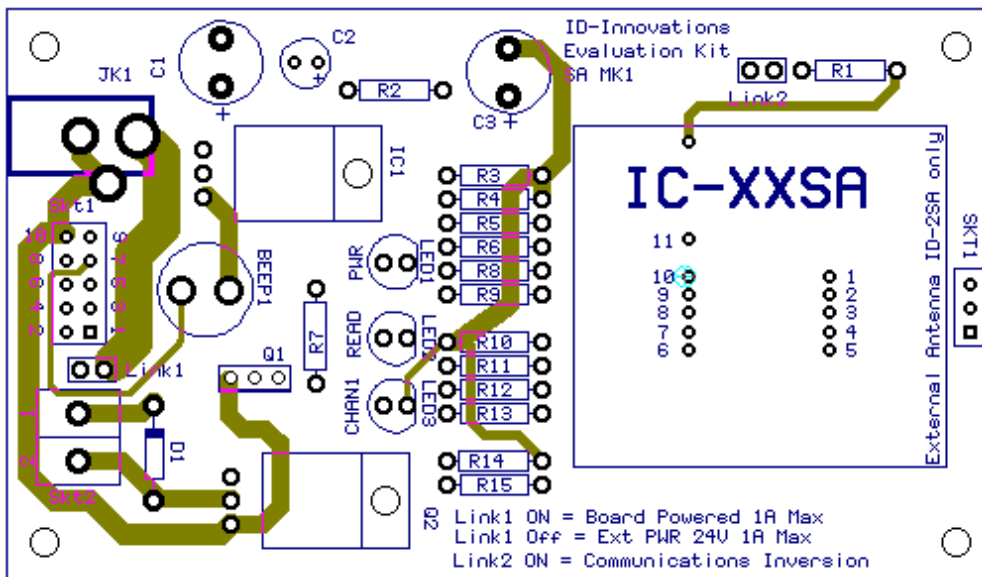 ID-Innovations
Evaluation Kit
SA MK1
C2
C1
JK1
R2
C3 +
R1
Link2
IC1
IC-XXSA
R3
R4
R5
R6
R8
R9
Skt1
10 9
8 7
6 5
4 3
2 1
BEEP1
PWR
LED1
READ
LED2
CHAN1
LED3
R7
Q1
Link1
R10
R11
R12
R13
R14
R15
11
10
9
8
7
6
1
2
3
4
5
External Antenna ID-2SA only
SKT1
1
2
Skt2
D1
Q2
Link1 ON = Board Powered 1A Max
Link1 Off = Ext PWR 24V 1A Max
Link2 ON = Communications Inversion